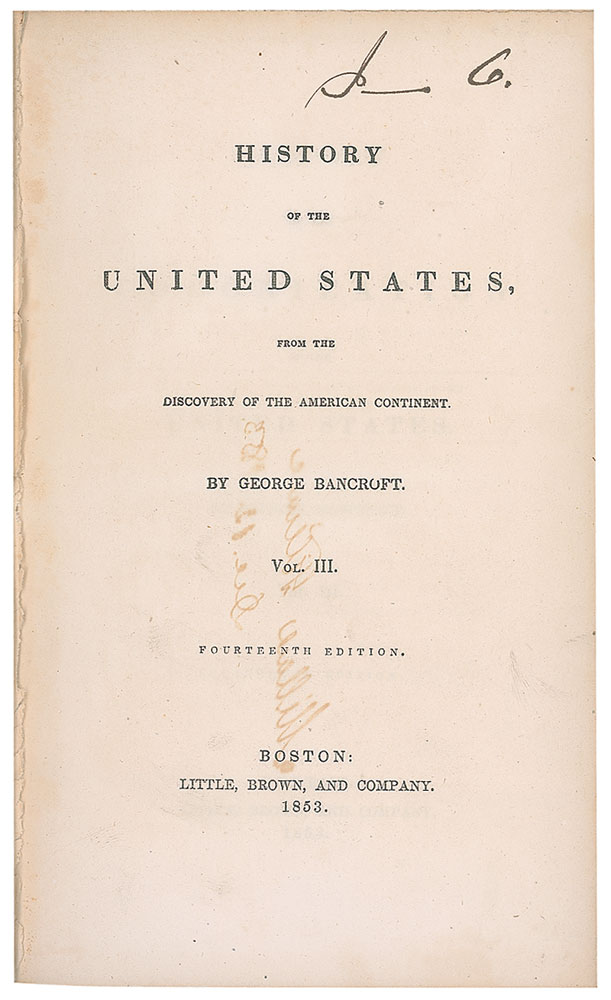 HISTORY
OF THE
UNITED STATES,
FROM THE
DISCOVERY OF THE AMERICAN CONTINENT.
BY GEORGE BANCROFT.
VOL. III.
FOURTEENTH EDITION.
BOSTON:
LITTLE, BROWN, AND COMPANY.
1853.